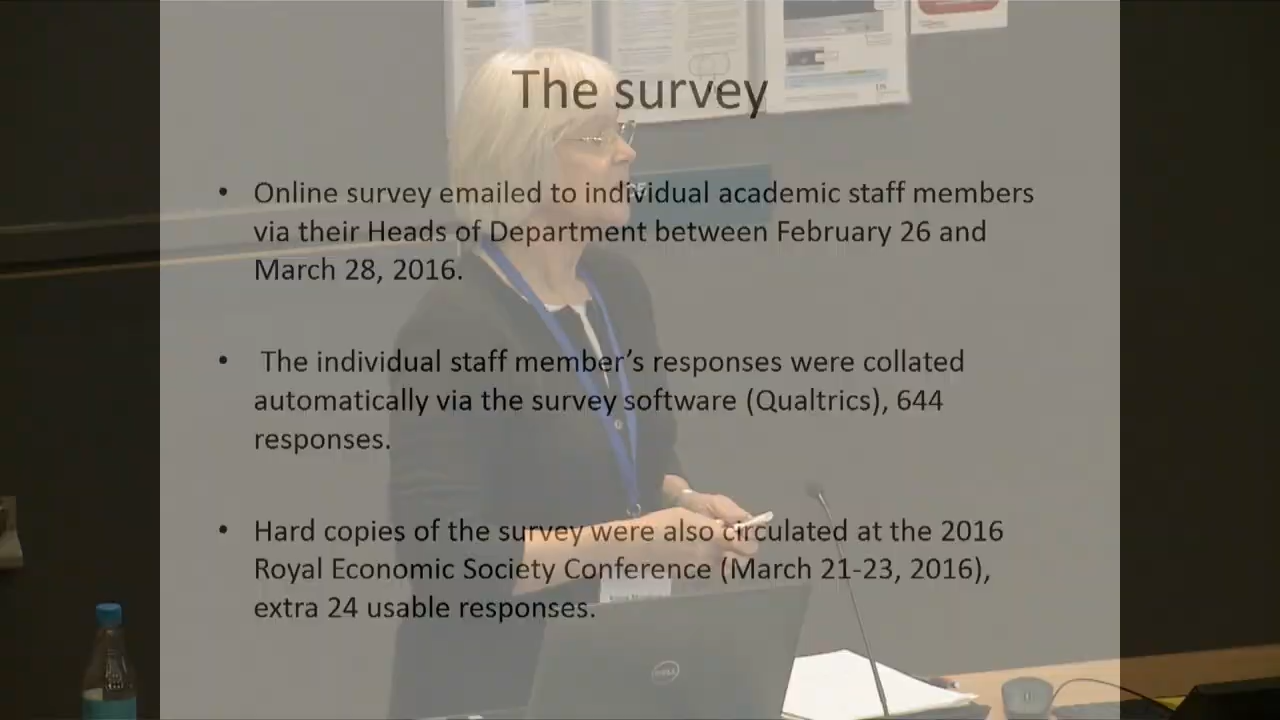 The survey
• Online survey emailed to individual academic staff members
via their Heads of Department between February 26 and
March 28, 2016.
• The individual staff member's responses were collated
automatically via the survey software (Qualtrics), 644
responses.
• Hard copies of the survey were also circulated at the 2016
Royal Economic Society Conference (March 21-23, 2016),
extra 24 usable responses.
DELL